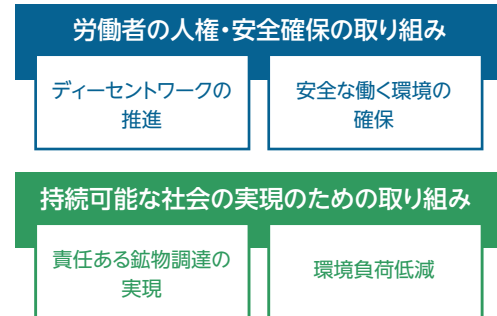 労働者の人権・安全確保の取り組み
ディーセントワークの
推進
安全な働く環境の
確保
持続可能な社会の実現のための取り組み
責任ある鉱物調達の
実現
環境負荷低減